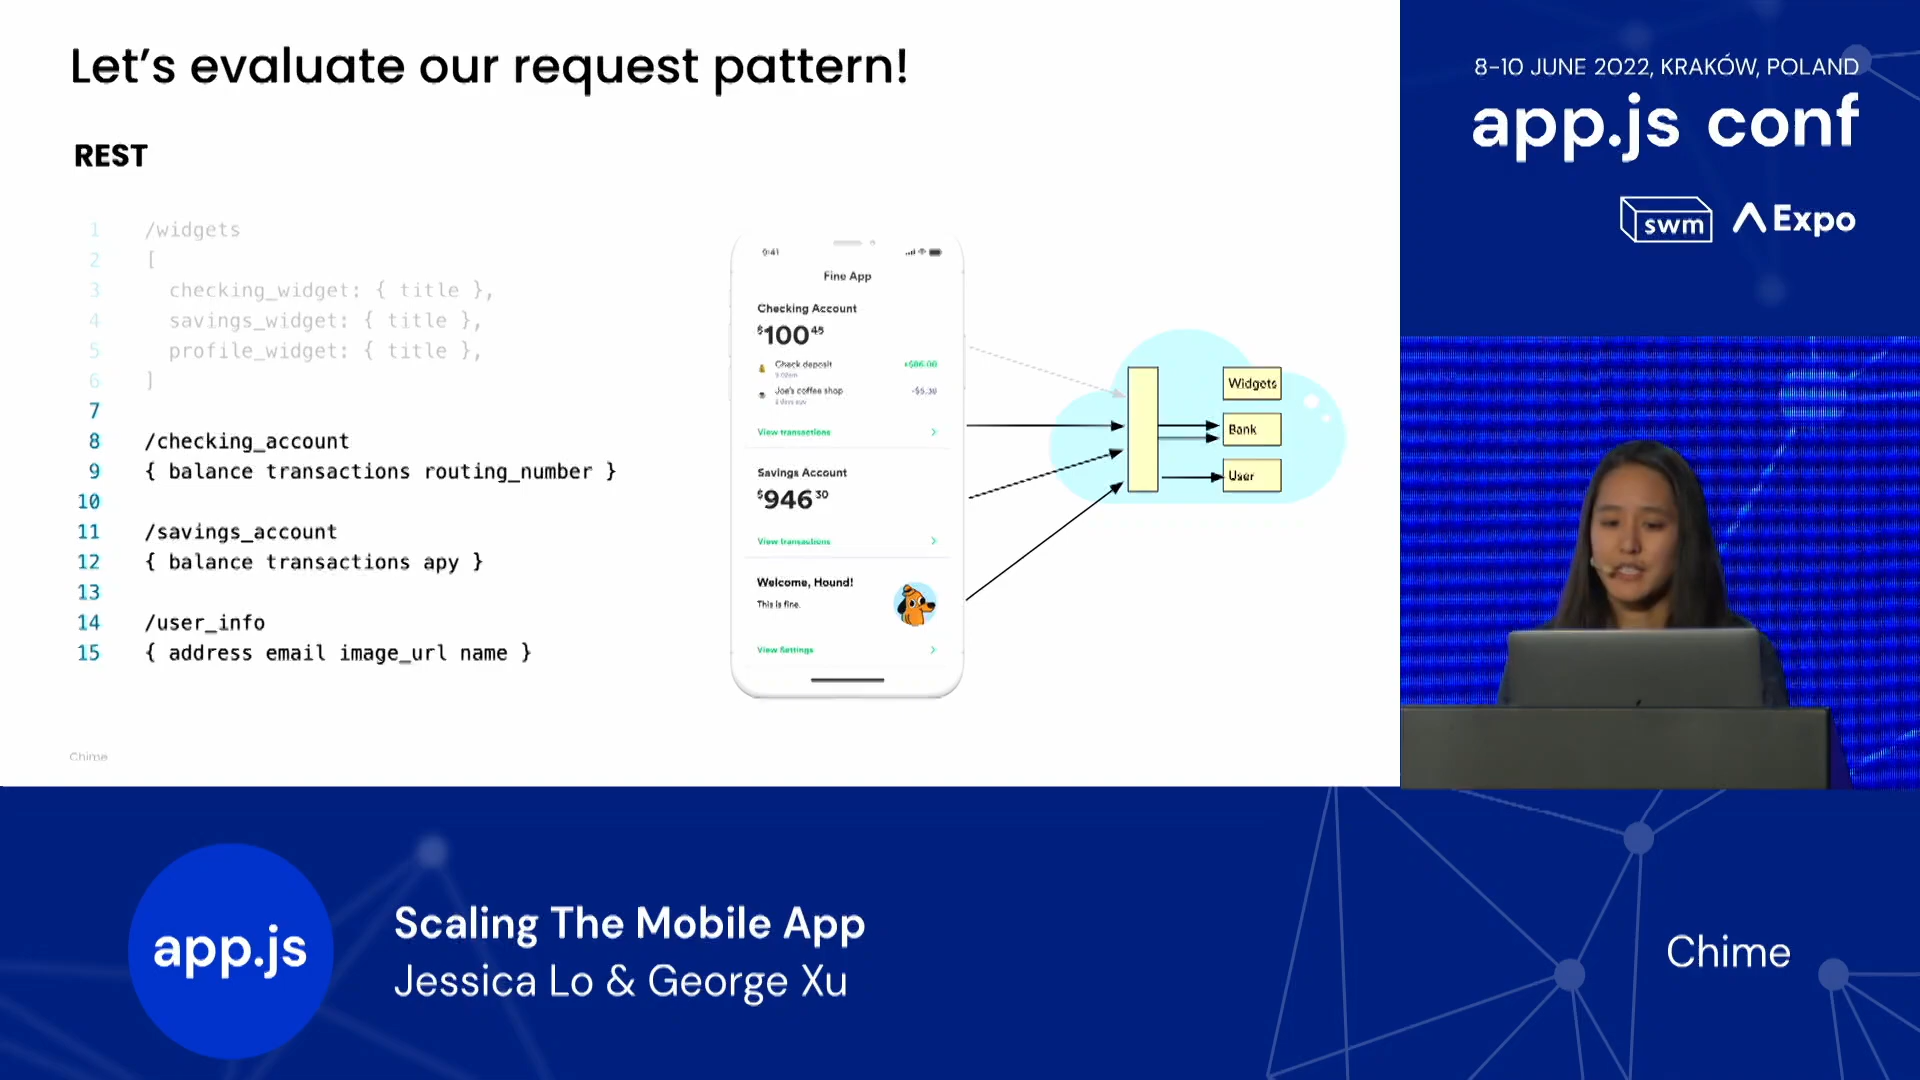 Let's evaluate our request pattern!
REST
1 /widgets
2 [
3 checking_widget: { title },
4 savings_widget: { title },
5 profile_widget: { title },
6 ]
7
8 /checking_account
9 { balance transactions routing_number }
10
11 /savings_account
12 { balance transactions apy }
13
14 /user_info
15 { address email image_url name }
9:41
Fine App
Checking Account
$100 45
Check deposit
+$86.00
Joe's coffee shop
-$5.30
View transactions
Savings Account
$946 30
View transactions
Welcome, Hound!
This is fine.
View Settings
Widgets
Bank
User
Chime
8-10 JUNE 2022, KRAKÓW, POLAND
app.js conf
swm
Expo
app.js
Scaling The Mobile App
Jessica Lo & George Xu
Chime